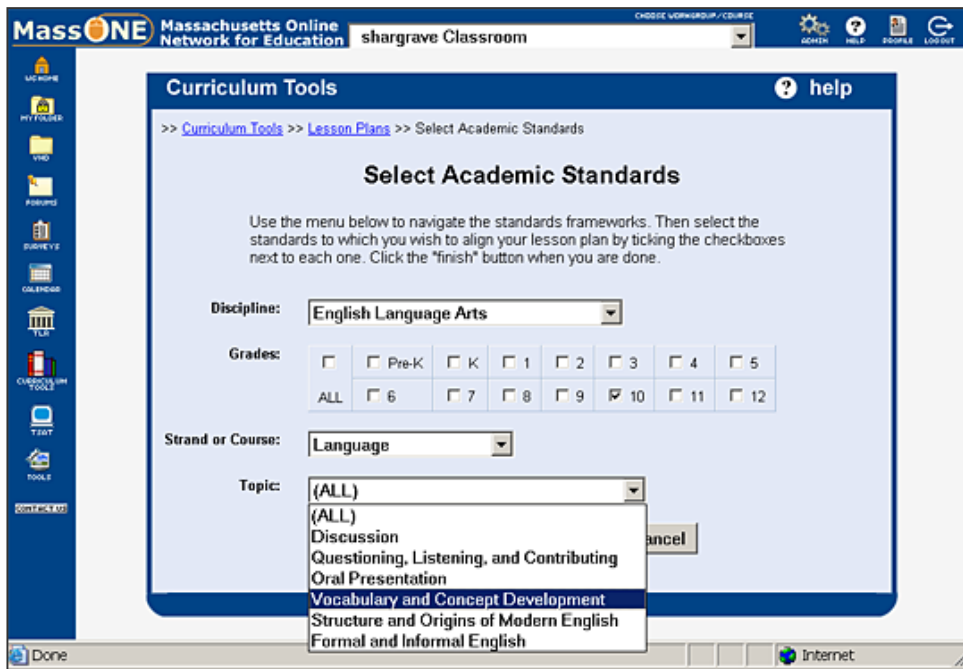 MassONE
Massachusetts Online
Network for Education
CHOOSE WORKGROUP/COURSE
shargrave Classroom
ADMIN
HELP
PROFILE
LOGOUT
MY FOLDER
VHD
FORUMS
SURVEYS
CALENDAR
TLR
CURRICULUM
TOOLS
TSAT
TOOLS
CONTACT US
Curriculum Tools
? help
>> Curriculum Tools >> Lesson Plans >> Select Academic Standards
Select Academic Standards
Use the menu below to navigate the standards frameworks. Then select the
standards to which you wish to align your lesson plan by ticking the checkboxes
next to each one. Click the "finish" button when you are done.
Discipline: English Language Arts
Grades: Pre-K K 1 2 3 4 5
ALL 6 7 8 9 10 11 12
Strand or Course: Language
Topic: (ALL)
(ALL)
Discussion
Questioning, Listening, and Contributing
Oral Presentation
Vocabulary and Concept Development
Structure and Origins of Modern English
Formal and Informal English
ancel
Done
Internet